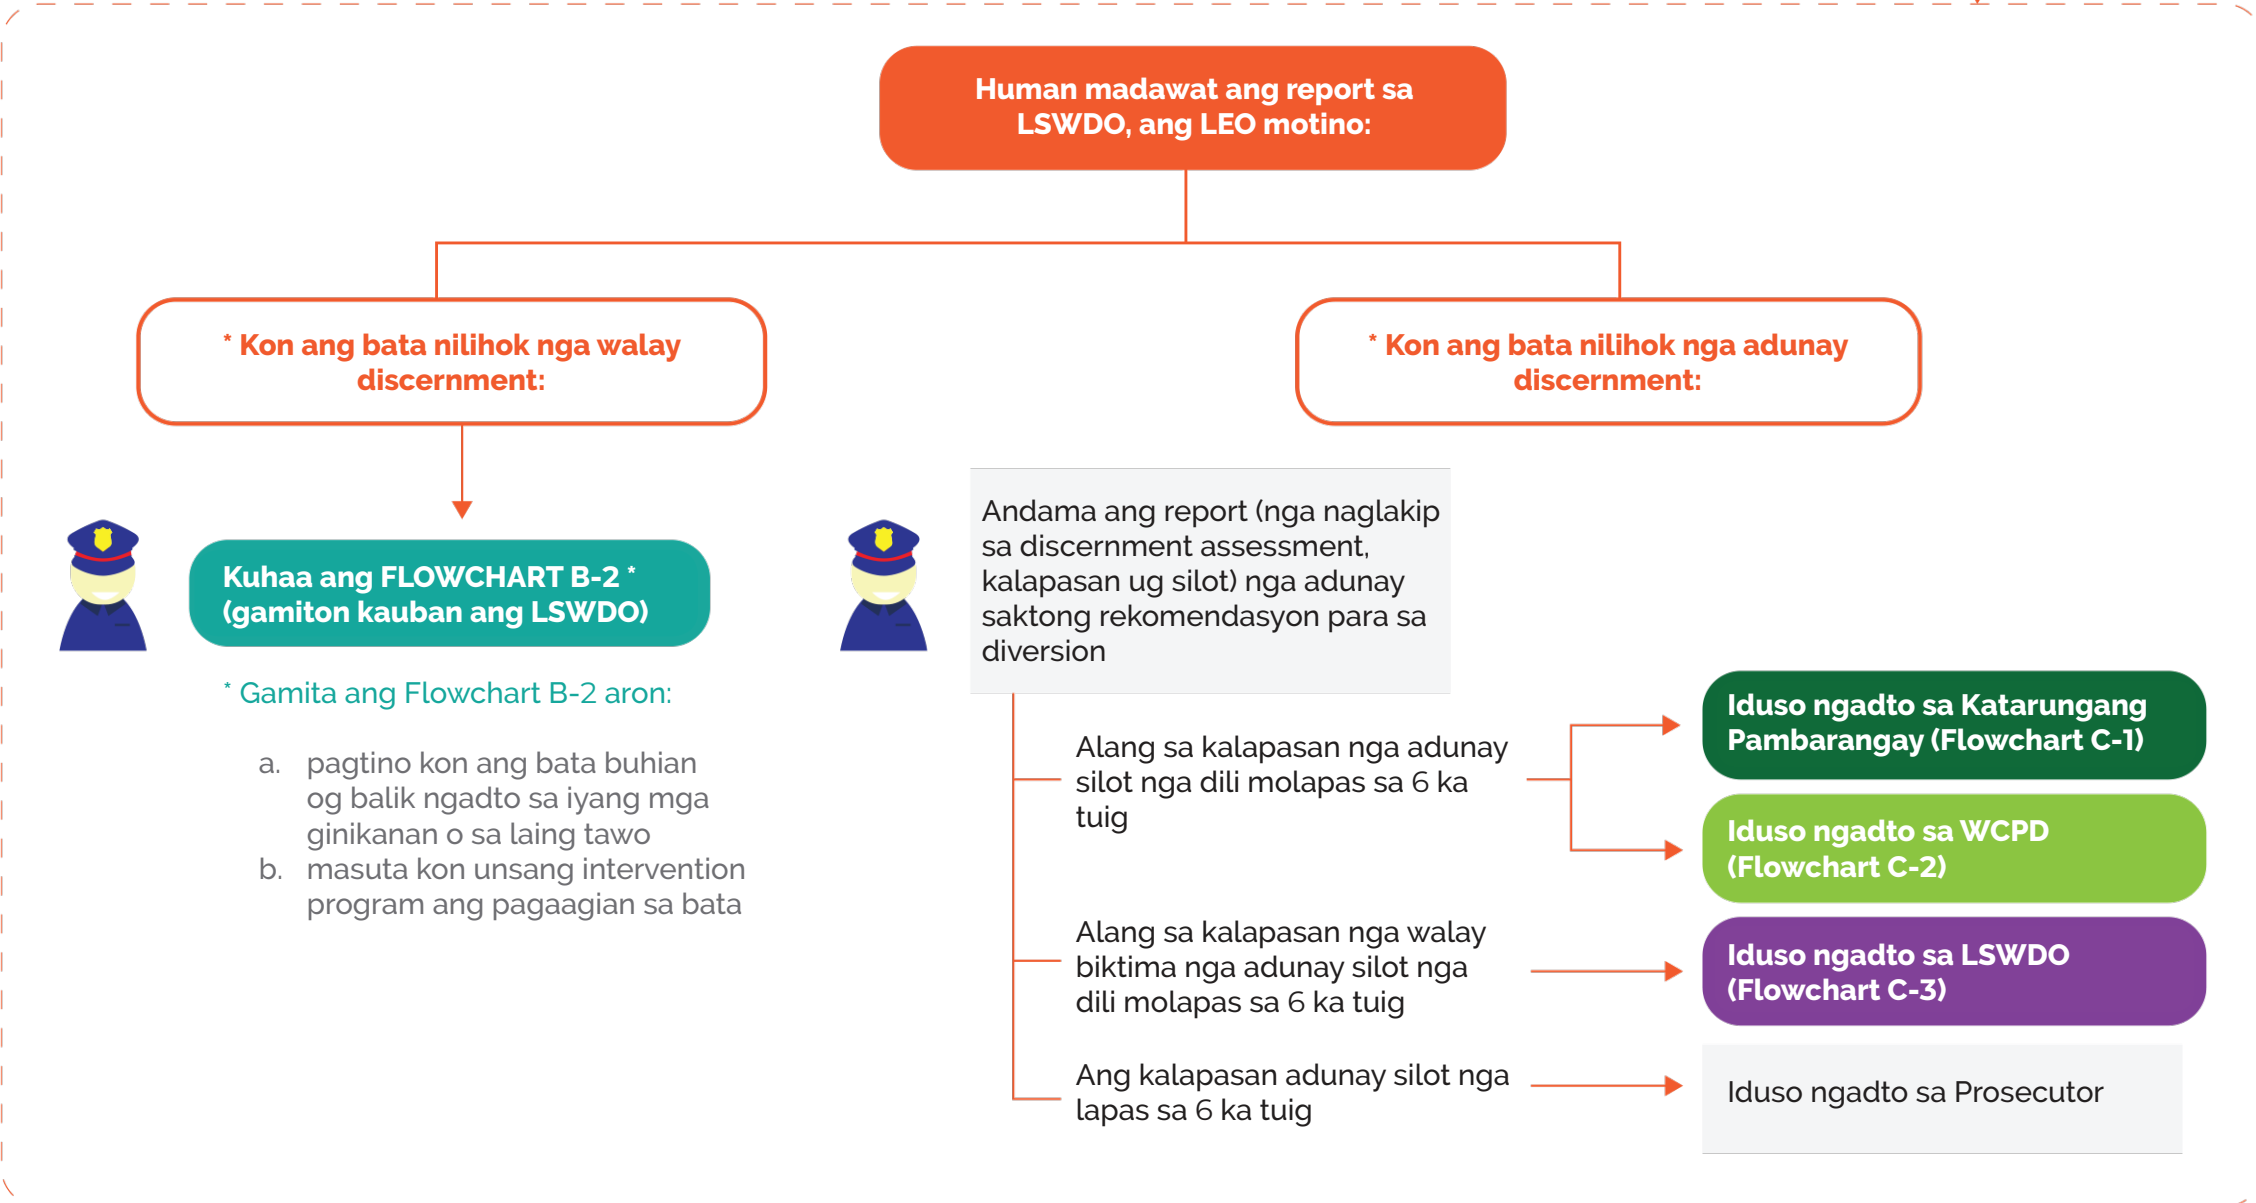 Human madawat ang report sa
LSWDO, ang LEO motino:
* Kon ang bata nilihok nga walay
discernment:
Kuhaa ang FLOWCHART B-2 *
(gamiton kauban ang LSWDO)
* Gamita ang Flowchart B-2 aron:
a. pagtino kon ang bata buhian
og balik ngadto sa iyang mga
ginikanan o sa laing tawo
b. masuta kon unsang intervention
program ang pagaagian sa bata
* Kon ang bata nilihok nga adunay
discernment:
Andama ang report (nga naglakip
sa discernment assessment,
kalapasan ug silot) nga adunay
saktong rekomendasyon para sa
diversion
Alang sa kalapasan nga adunay
silot nga dili molapas sa 6 ka
tuig
Iduso ngadto sa Katarungang
Pambarangay (Flowchart C-1)
Iduso ngadto sa WCPD
(Flowchart C-2)
Alang sa kalapasan nga walay
biktima nga adunay silot nga
dili molapas sa 6 ka tuig
Iduso ngadto sa LSWDO
(Flowchart C-3)
Ang kalapasan adunay silot nga
lapas sa 6 ka tuig
Iduso ngadto sa Prosecutor